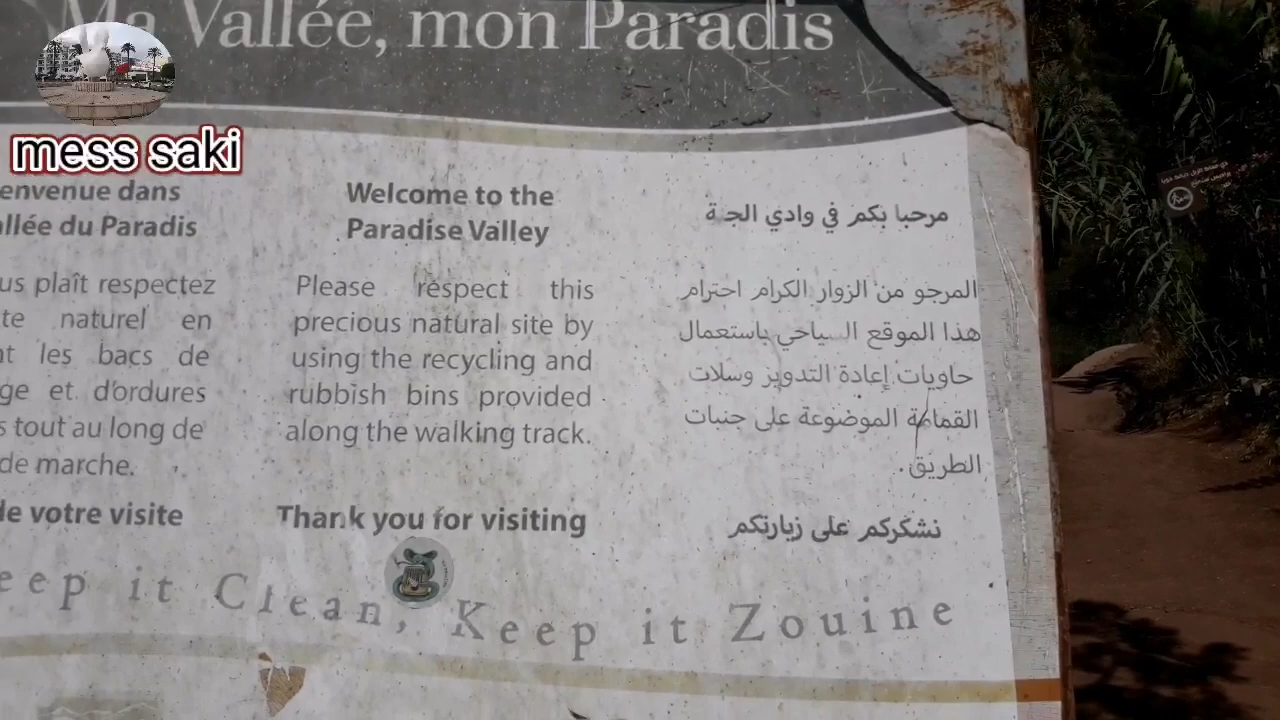 Ma Vallée, mon Paradis
mess saki
envenue dans
allée du Paradis
us plaît respectez
te naturel en
nt les bacs de
ge et d'ordures
s tout au long de
de marche.
de votre visite
Welcome to the
Paradise Valley
Please respect this
precious natural site by
using the recycling and
rubbish bins provided
along the walking track.
Thank you for visiting
مرحبا بكم في وادي الجنة
المرجو من الزوار الكرام احترام
هذا الموقع السياحي باستعمال
حاويات إعادة التدويز وسلات
القمامة الموضوعة على جنبات
الطريق.
نشكركم على زيارتكم
eep it Clean, Keep it Zouine